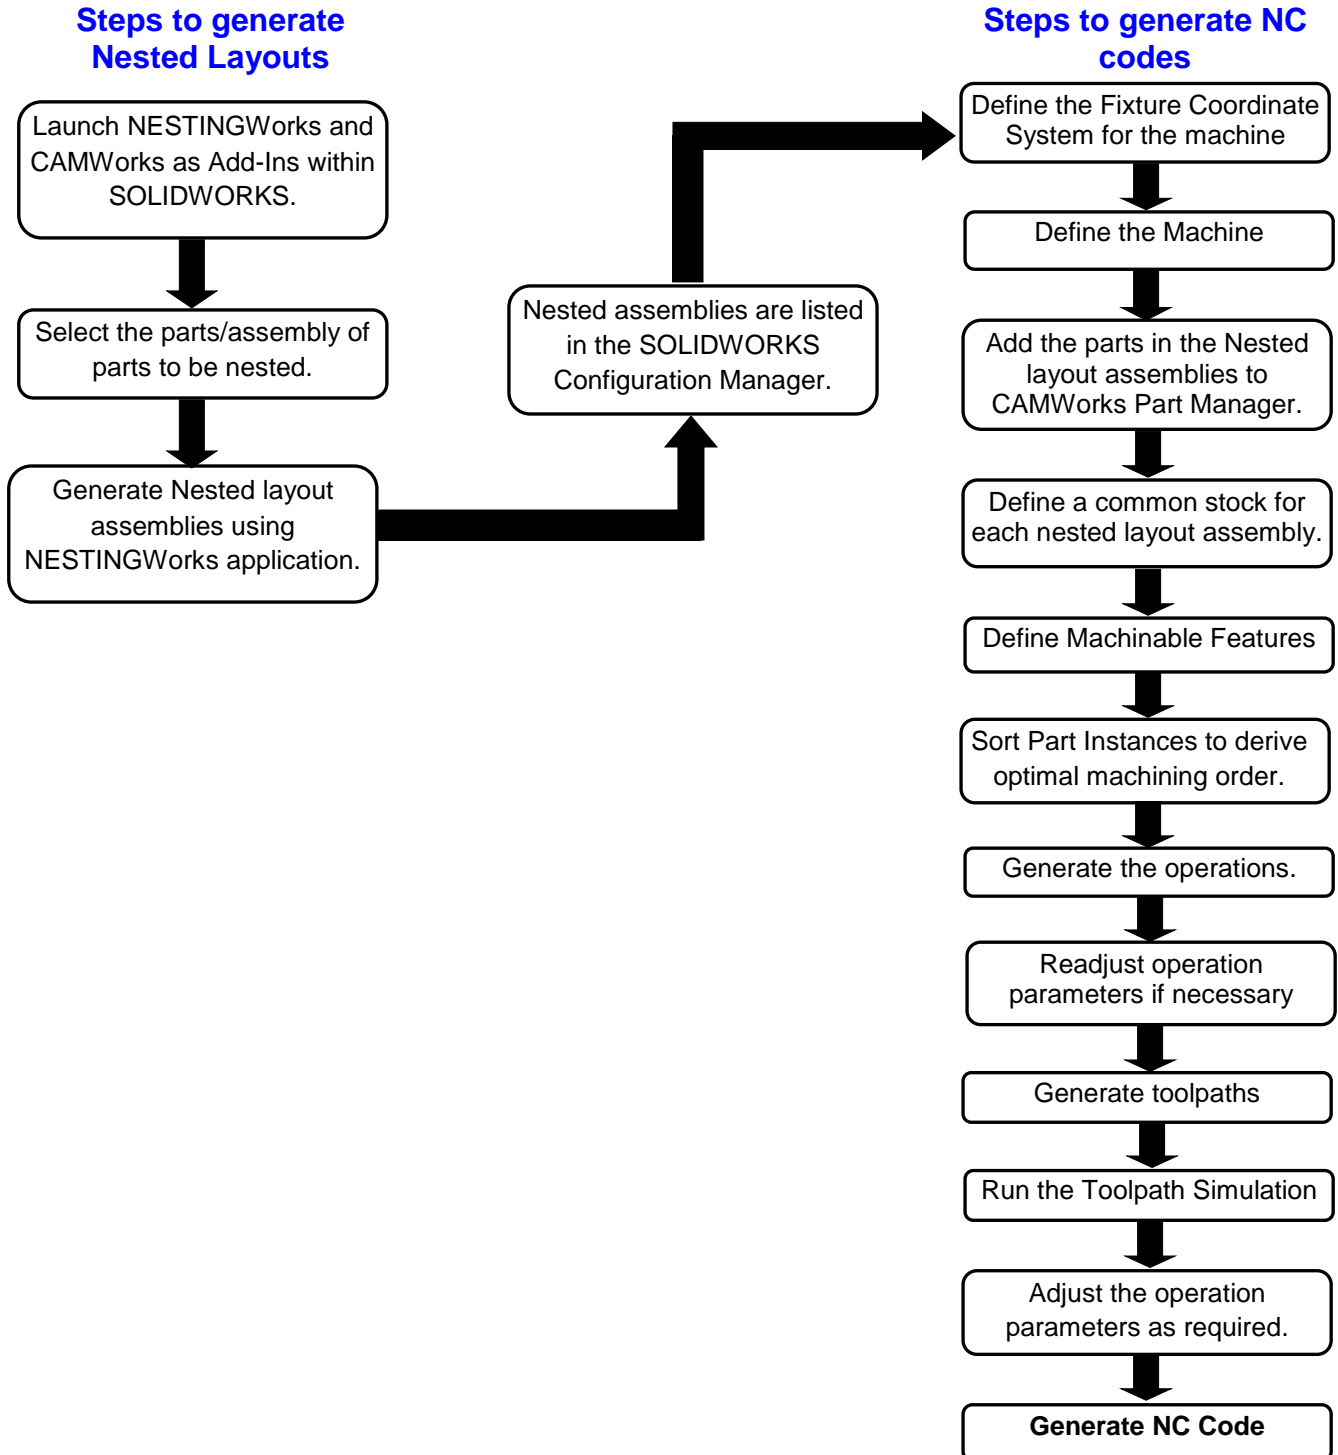 Steps to generate
Nested Layouts
Launch NESTINGWorks and
CAMWorks as Add-Ins within
SOLIDWORKS.
Select the parts/assembly of
parts to be nested.
Generate Nested layout
assemblies using
NESTINGWorks application.
Nested assemblies are listed
in the SOLIDWORKS
Configuration Manager.
Steps to generate NC
codes
Define the Fixture Coordinate
System for the machine
Define the Machine
Add the parts in the Nested
layout assemblies to
CAMWorks Part Manager.
Define a common stock for
each nested layout assembly.
Define Machinable Features
Sort Part Instances to derive
optimal machining order.
Generate the operations.
Readjust operation
parameters if necessary
Generate toolpaths
Run the Toolpath Simulation
Adjust the operation
parameters as required.
Generate NC Code